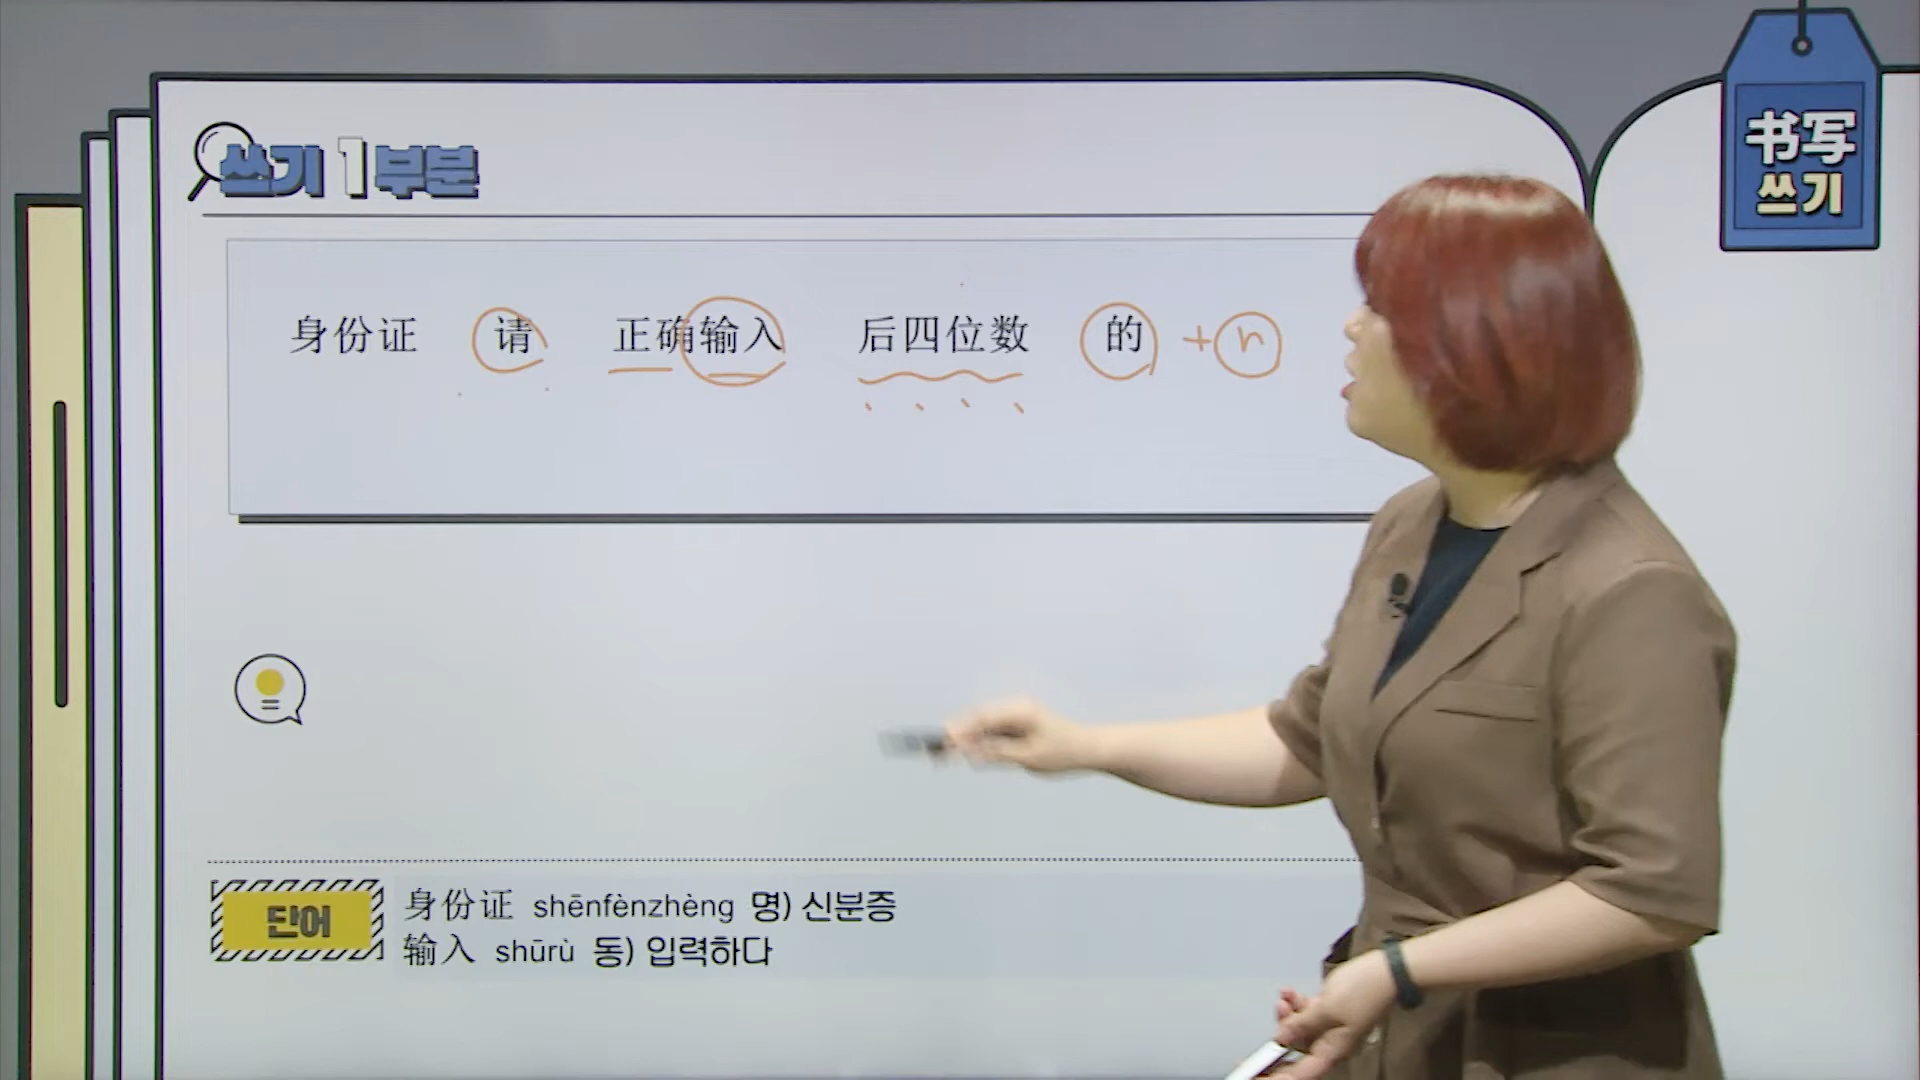 쓰기 1 부분
书写
쓰기
身份证 请 正确输入 后四位数 的 + n
단어
身份证 shēnfènzhèng 명) 신분증
输入 shūrù 동) 입력하다